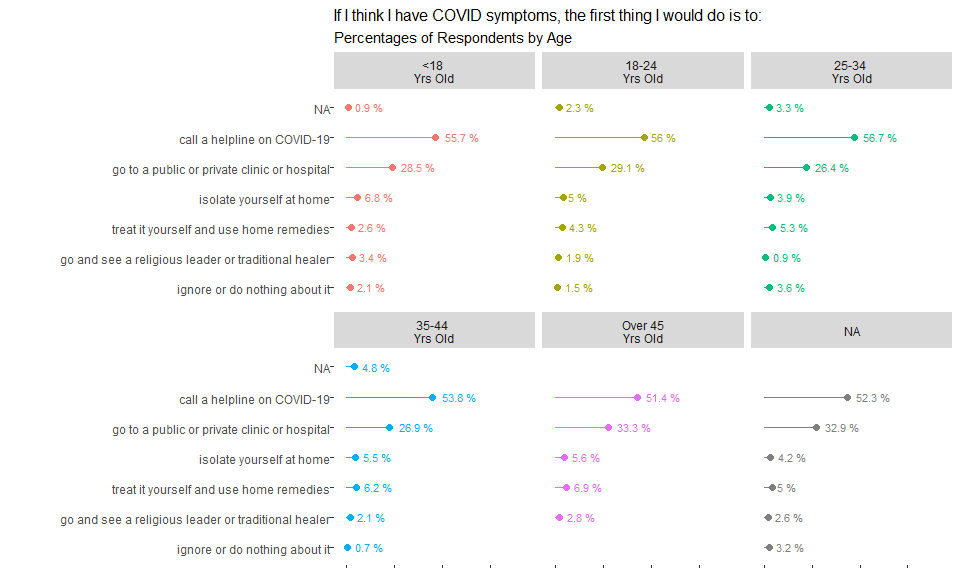 If I think I have COVID symptoms, the first thing I would do is to:
Percentages of Respondents by Age
<18
Yrs Old
18-24
Yrs Old
25-34
Yrs Old
NA 0.9 % 2.3 % 3.3 %
call a helpline on COVID-19 55.7 % 56 % 56.7 %
go to a public or private clinic or hospital 28.5 % 29.1 % 26.4 %
isolate yourself at home 6.8 % 5 % 3.9 %
treat it yourself and use home remedies 2.6 % 4.3 % 5.3 %
go and see a religious leader or traditional healer 3.4 % 1.9 % 0.9 %
ignore or do nothing about it 2.1 % 1.5 % 3.6 %
35-44
Yrs Old
Over 45
Yrs Old
NA
NA 4.8 %
call a helpline on COVID-19 53.8 % 51.4 % 52.3 %
go to a public or private clinic or hospital 26.9 % 33.3 % 32.9 %
isolate yourself at home 5.5 % 5.6 % 4.2 %
treat it yourself and use home remedies 6.2 % 6.9 % 5 %
go and see a religious leader or traditional healer 2.1 % 2.8 % 2.6 %
ignore or do nothing about it 0.7 % 3.2 %